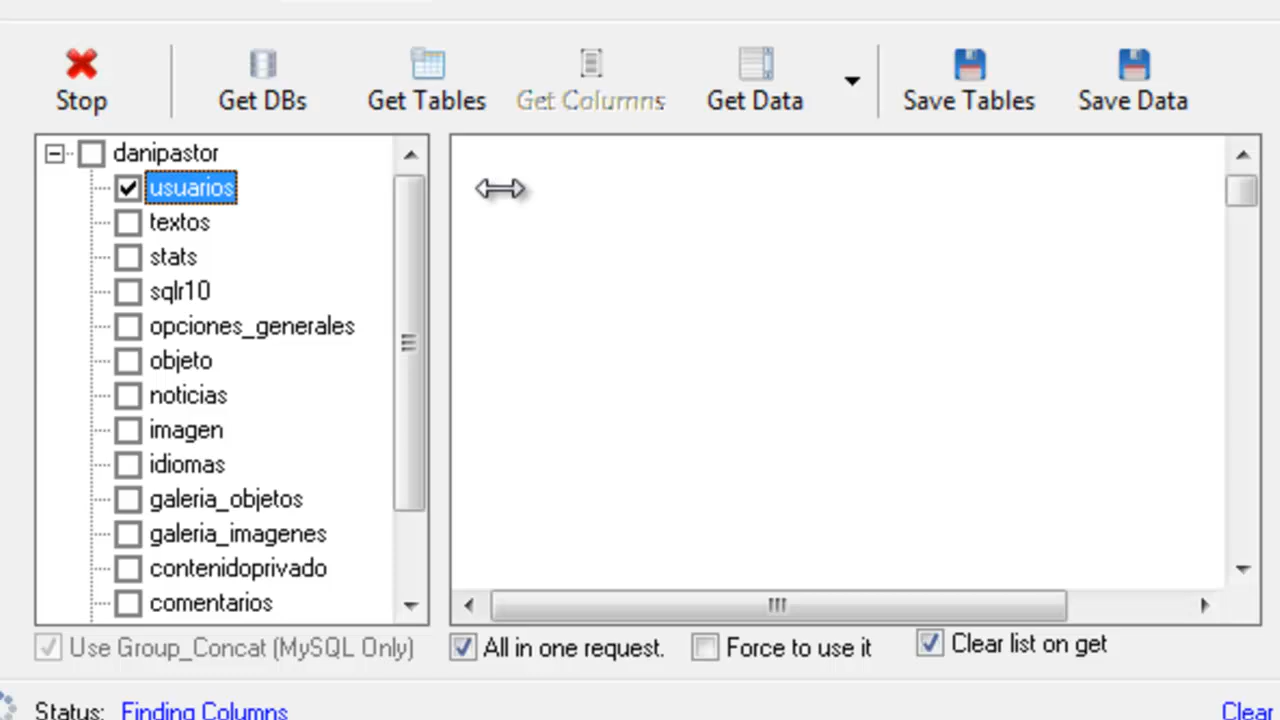 Stop Get DBs Get Tables Get Columns Get Data Save Tables Save Data
danipastor
usuarios
textos
stats
sqlr10
opciones_generales
objeto
noticias
imagen
idiomas
galeria_objetos
galeria_imagenes
contenidoprivado
comentarios
Use Group_Concat (MySQL Only) All in one request. Force to use it Clear list on get
Status: Finding Columns Clear